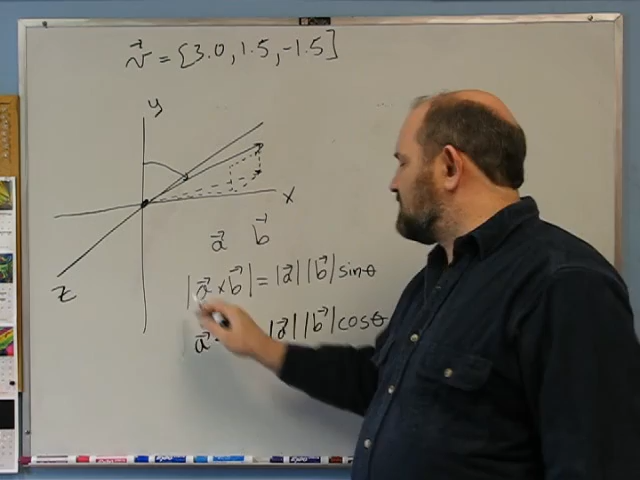 v⃗ = [3.0, 1.5, -1.5]
y
x
z
a⃗ b⃗
|a⃗ × b⃗| = |a⃗| |b⃗| sinθ
a⃗ · |a⃗| |b⃗| cosθ